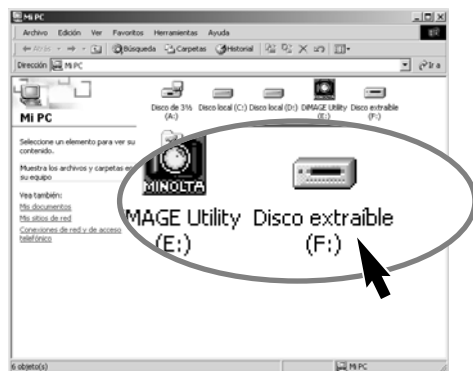 Mi PC
Archivo Edición Ver Favoritos Herramientas Ayuda
Atrás Búsqueda Carpetas Historial
Dirección Mi PC Ir a
Mi PC
Seleccione un elemento para ver su
contenido.
Muestra los archivos y carpetas en
su equipo
Vea también:
Mis documentos
Mis sitios de red
Conexiones de red y de acceso
telefónico
Disco de 3½ (A:)
Disco local (C:)
Disco local (D:)
DiMAGE Utility (E:)
Disco extraíble (F:)
MINOLTA
MAGE Utility
(E:)
Disco extraíble
(F:)
6 objeto(s)
Mi PC